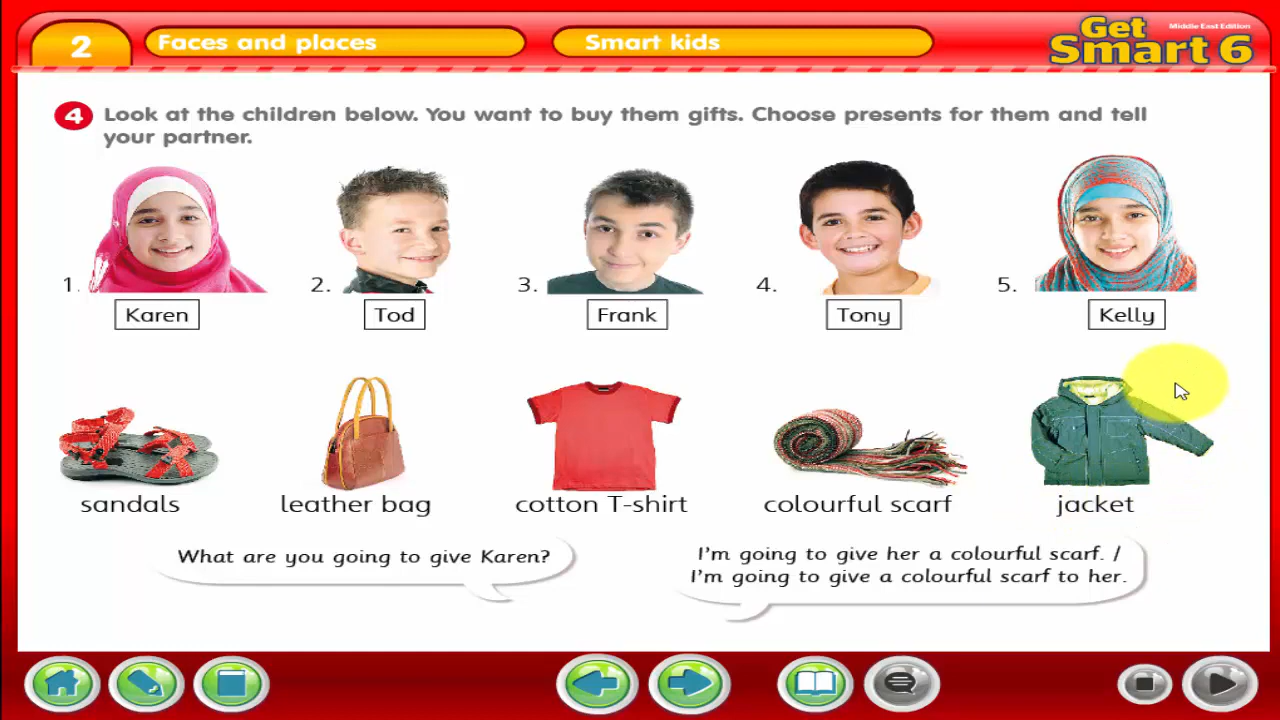 2
Faces and places
Smart kids
Middle East Edition
Get
Smart 6
4
Look at the children below. You want to buy them gifts. Choose presents for them and tell
your partner.
1.
2.
3.
4.
5.
Karen
Tod
Frank
Tony
Kelly
sandals
leather bag
cotton T-shirt
colourful scarf
jacket
What are you going to give Karen?
I'm going to give her a colourful scarf. /
I'm going to give a colourful scarf to her.